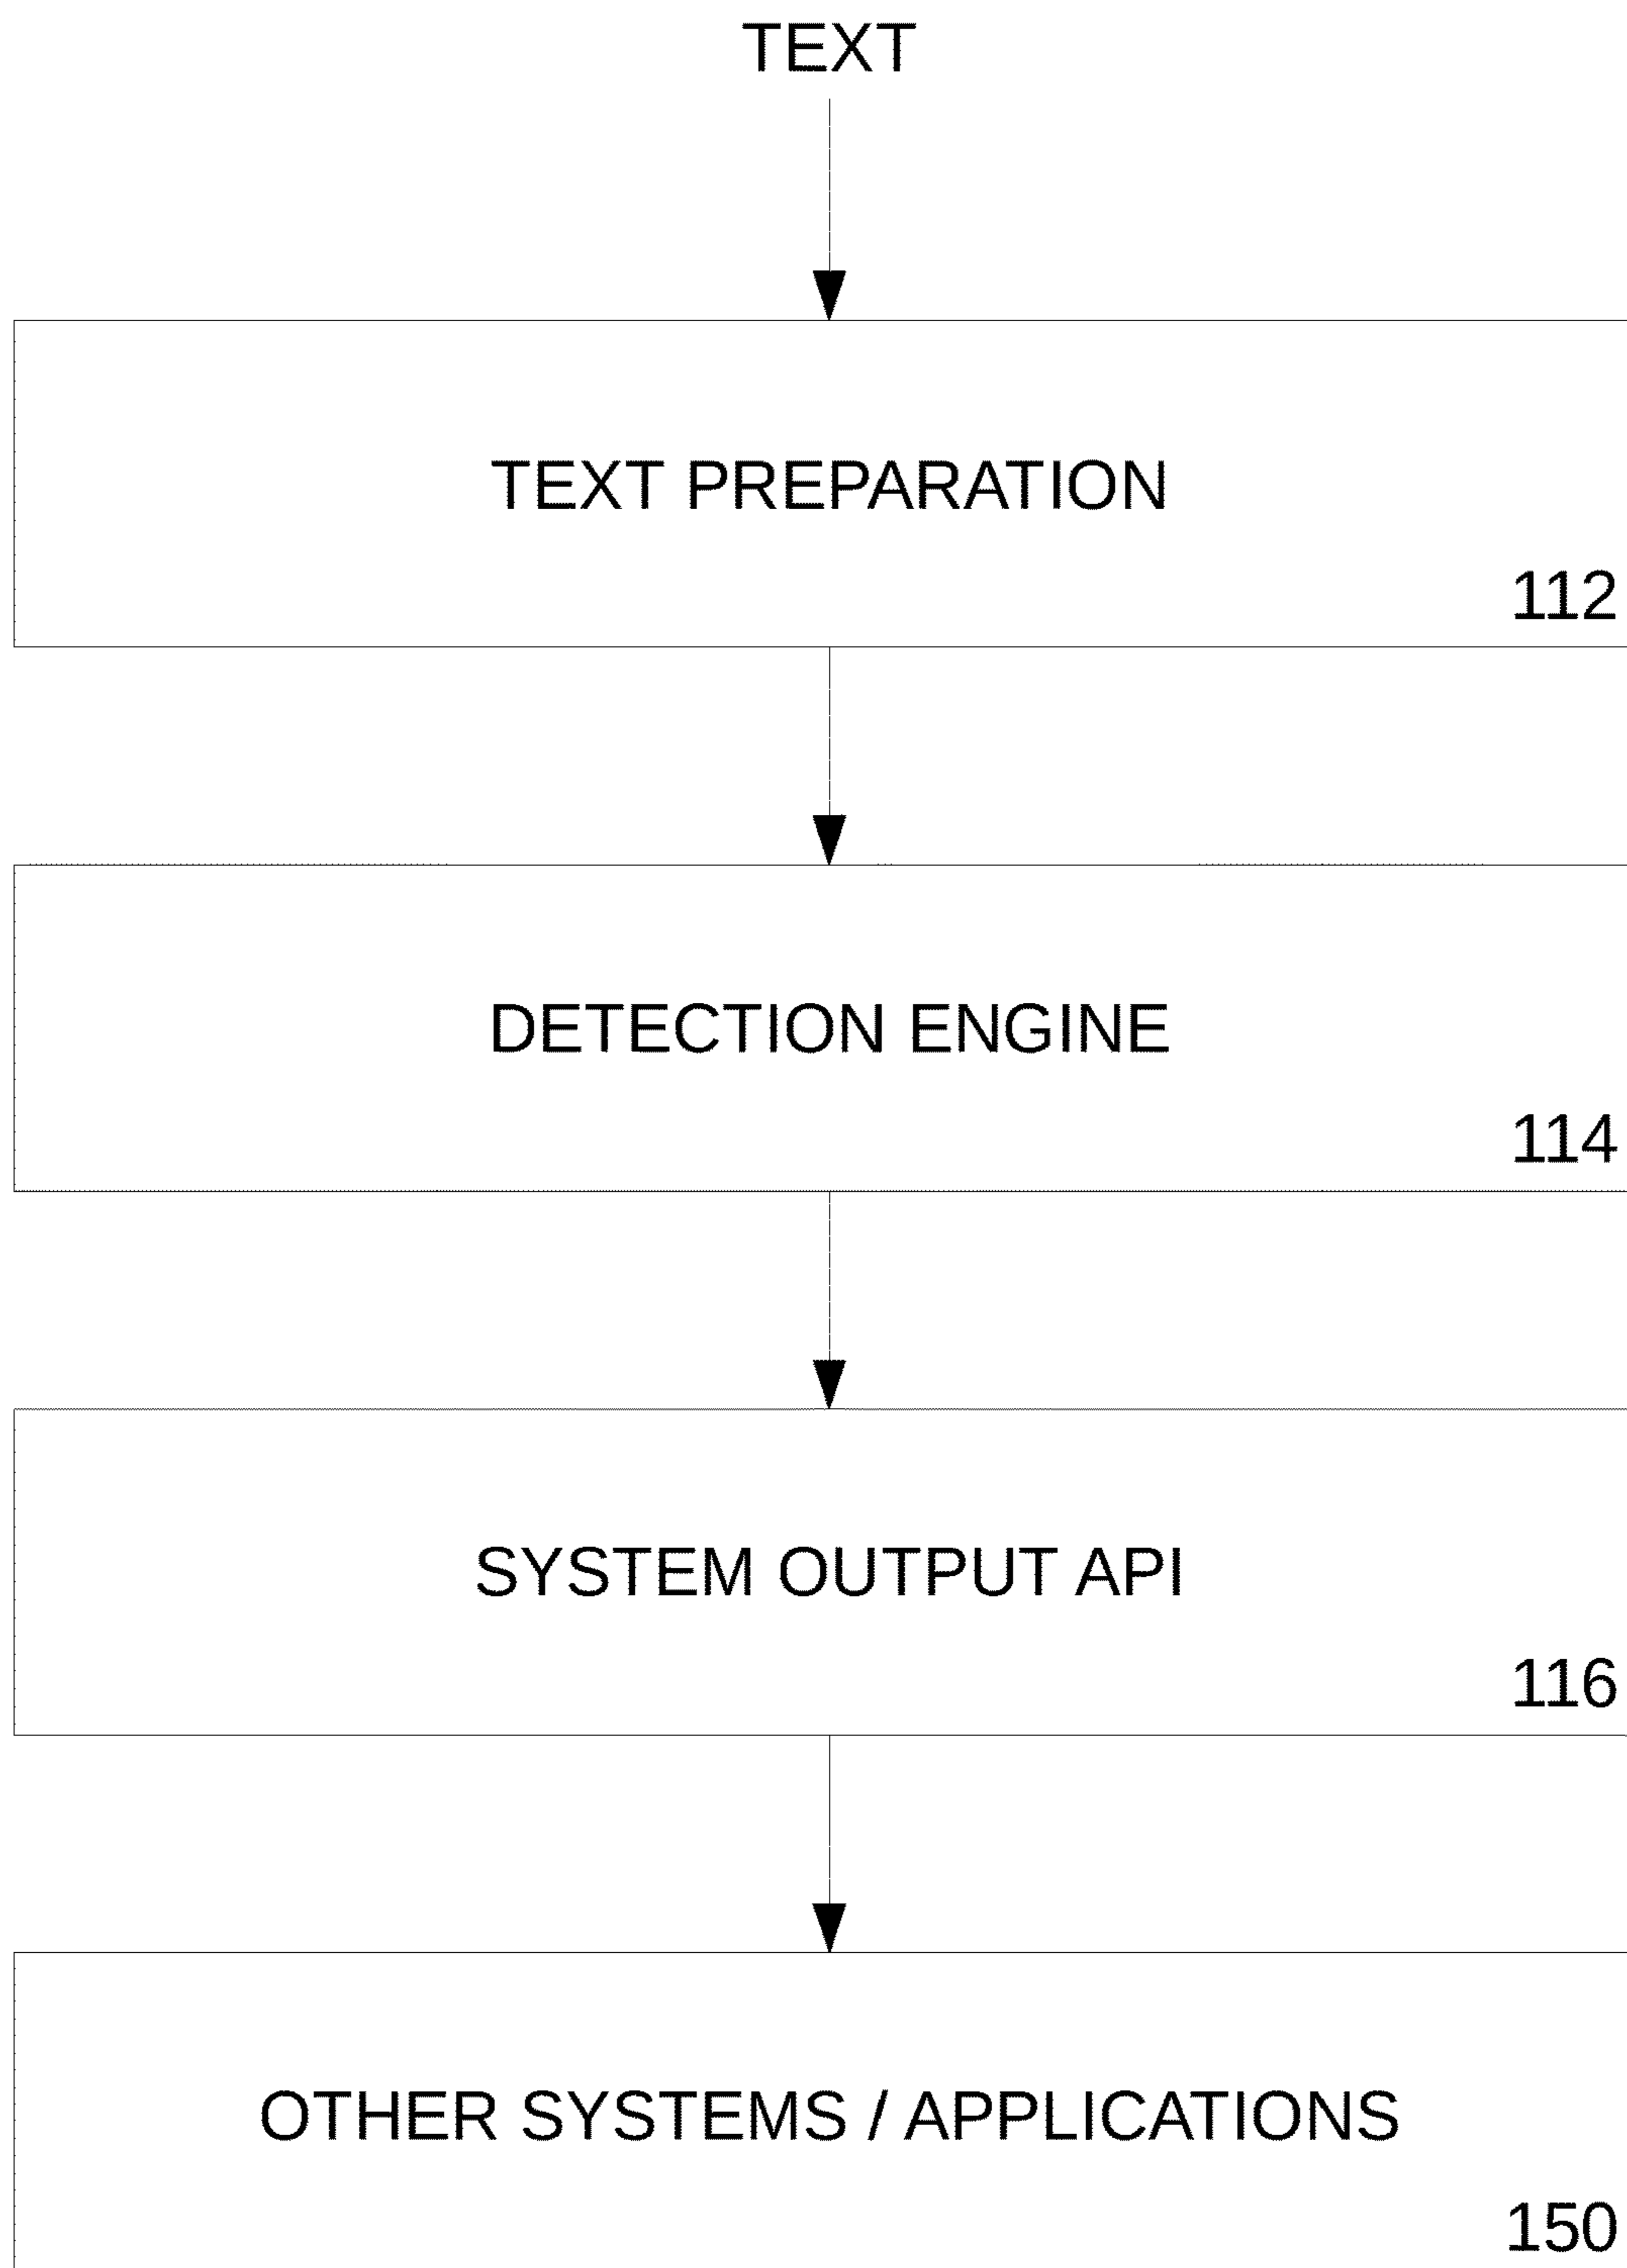 TEXT
TEXT PREPARATION
112
DETECTION ENGINE
114
SYSTEM OUTPUT API
116
OTHER SYSTEMS / APPLICATIONS
150